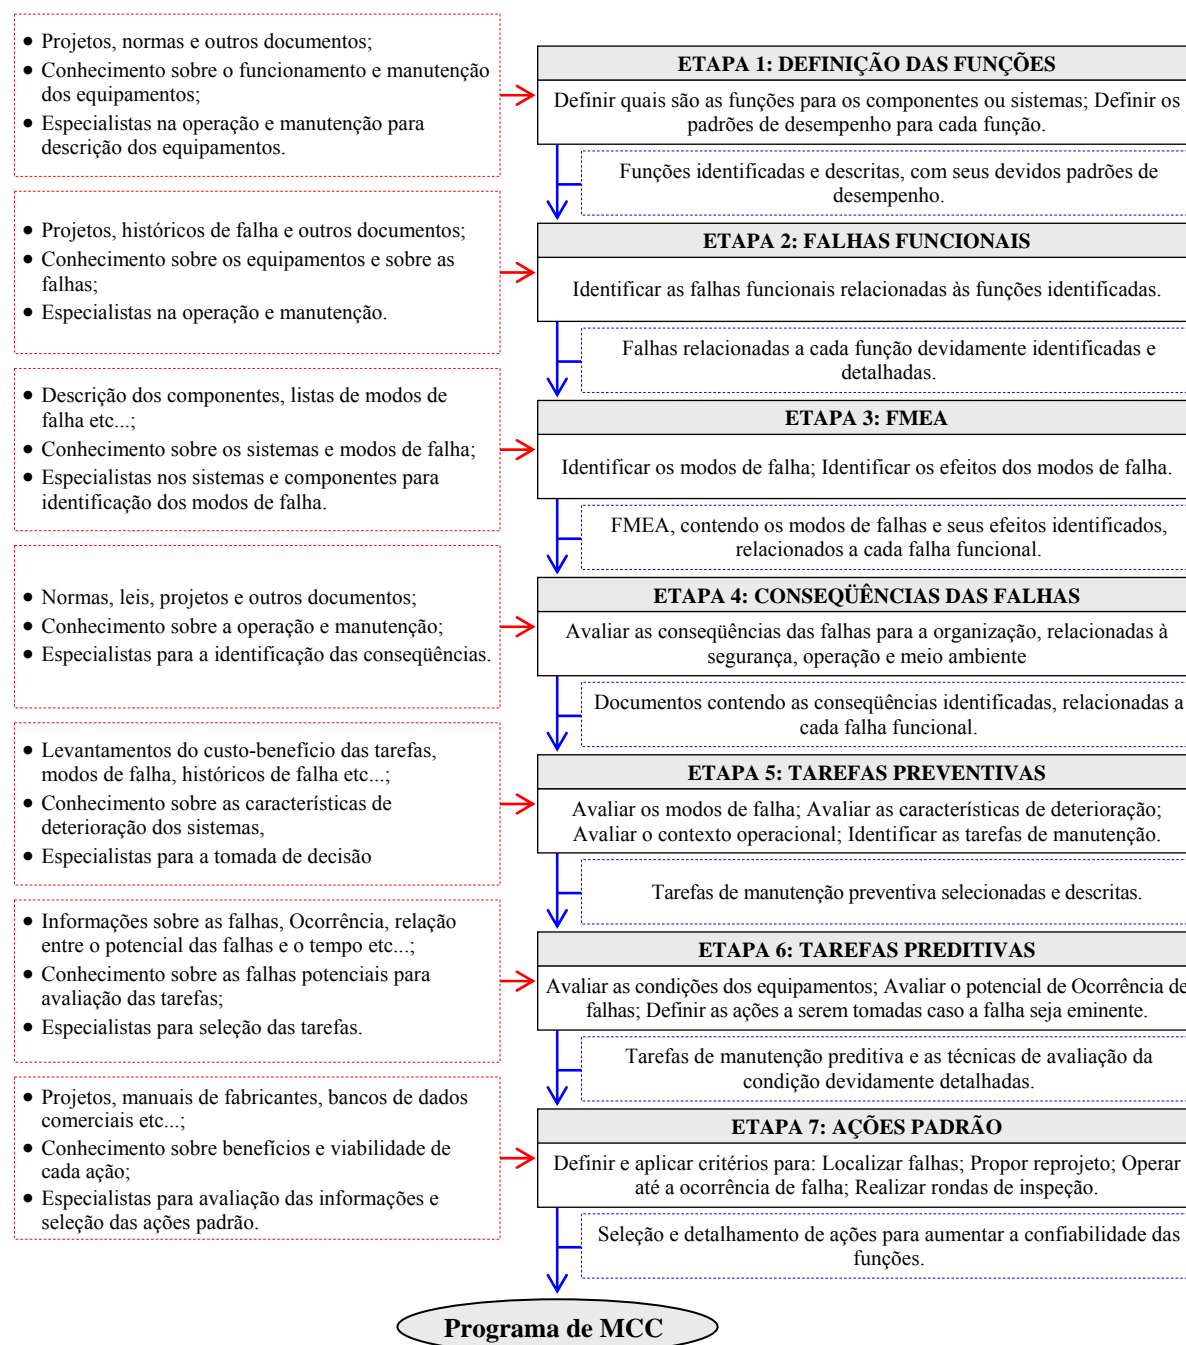 • Projetos, normas e outros documentos;
• Conhecimento sobre o funcionamento e manutenção
dos equipamentos;
• Especialistas na operação e manutenção para
descrição dos equipamentos.
ETAPA 1: DEFINIÇÃO DAS FUNÇÕES
Definir quais são as funções para os componentes ou sistemas; Definir os
padrões de desempenho para cada função.
Funções identificadas e descritas, com seus devidos padrões de
desempenho.
• Projetos, históricos de falha e outros documentos;
• Conhecimento sobre os equipamentos e sobre as
falhas;
• Especialistas na operação e manutenção.
ETAPA 2: FALHAS FUNCIONAIS
Identificar as falhas funcionais relacionadas às funções identificadas.
Falhas relacionadas a cada função devidamente identificadas e
detalhadas.
• Descrição dos componentes, listas de modos de
falha etc...;
• Conhecimento sobre os sistemas e modos de falha;
• Especialistas nos sistemas e componentes para
identificação dos modos de falha.
ETAPA 3: FMEA
Identificar os modos de falha; Identificar os efeitos dos modos de falha.
FMEA, contendo os modos de falhas e seus efeitos identificados,
relacionados a cada falha funcional.
• Normas, leis, projetos e outros documentos;
• Conhecimento sobre a operação e manutenção;
• Especialistas para a identificação das conseqüências.
ETAPA 4: CONSEQÜÊNCIAS DAS FALHAS
Avaliar as conseqüências das falhas para a organização, relacionadas à
segurança, operação e meio ambiente
Documentos contendo as conseqüências identificadas, relacionadas a
cada falha funcional.
• Levantamentos do custo-benefício das tarefas,
modos de falha, históricos de falha etc...;
• Conhecimento sobre as características de
deterioração dos sistemas,
• Especialistas para a tomada de decisão
ETAPA 5: TAREFAS PREVENTIVAS
Avaliar os modos de falha; Avaliar as características de deterioração;
Avaliar o contexto operacional; Identificar as tarefas de manutenção.
Tarefas de manutenção preventiva selecionadas e descritas.
• Informações sobre as falhas, Ocorrência, relação
entre o potencial das falhas e o tempo etc...;
• Conhecimento sobre as falhas potenciais para
avaliação das tarefas;
• Especialistas para seleção das tarefas.
ETAPA 6: TAREFAS PREDITIVAS
Avaliar as condições dos equipamentos; Avaliar o potencial de Ocorrência de
falhas; Definir as ações a serem tomadas caso a falha seja eminente.
Tarefas de manutenção preditiva e as técnicas de avaliação da
condição devidamente detalhadas.
• Projetos, manuais de fabricantes, bancos de dados
comerciais etc...;
• Conhecimento sobre benefícios e viabilidade de
cada ação;
• Especialistas para avaliação das informações e
seleção das ações padrão.
ETAPA 7: AÇÕES PADRÃO
Definir e aplicar critérios para: Localizar falhas; Propor reprojeto; Operar
até a ocorrência de falha; Realizar rondas de inspeção.
Seleção e detalhamento de ações para aumentar a confiabilidade das
funções.
Programa de MCC